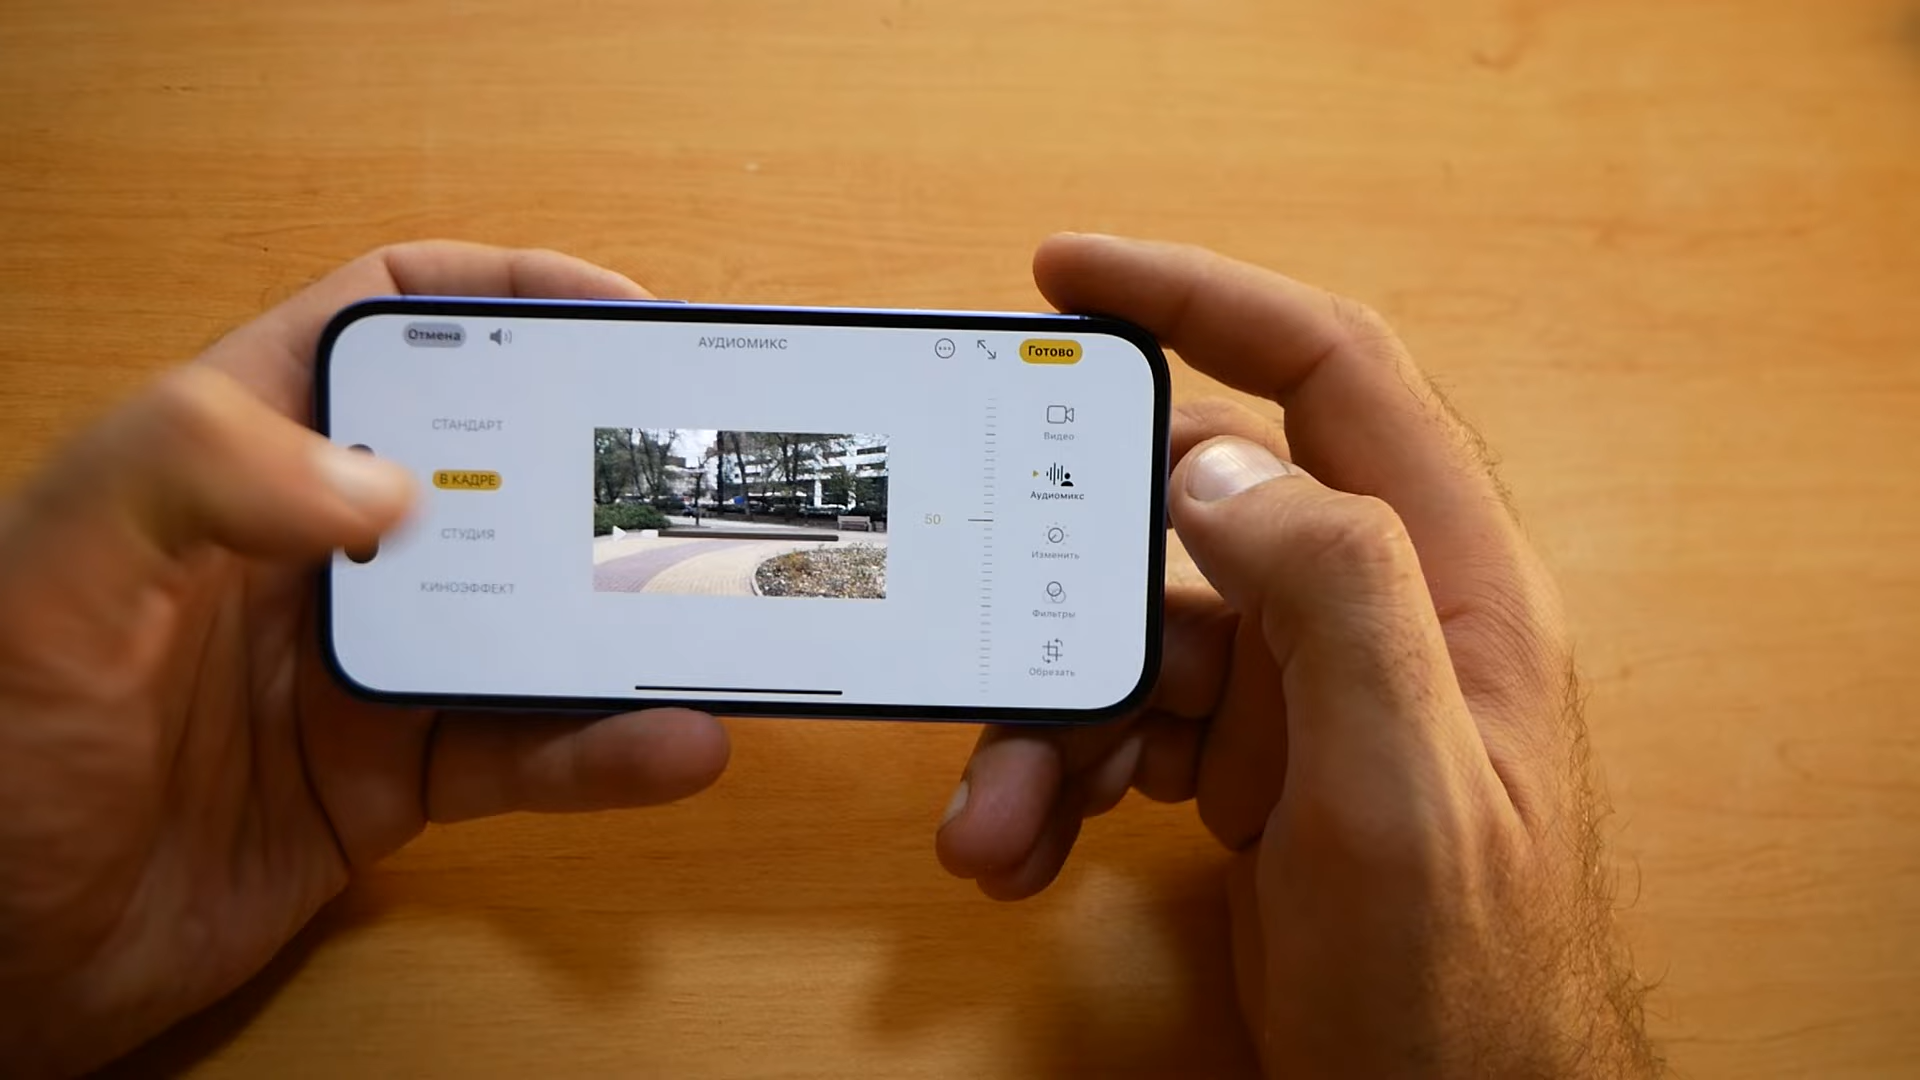 Отмена
АУДИОМИКС
Готово
СТАНДАРТ
В КАДРЕ
СТУДИЯ
КИНОЭФФЕКТ
50
Видео
Аудиомикс
Изменить
Фильтры
Обрезать